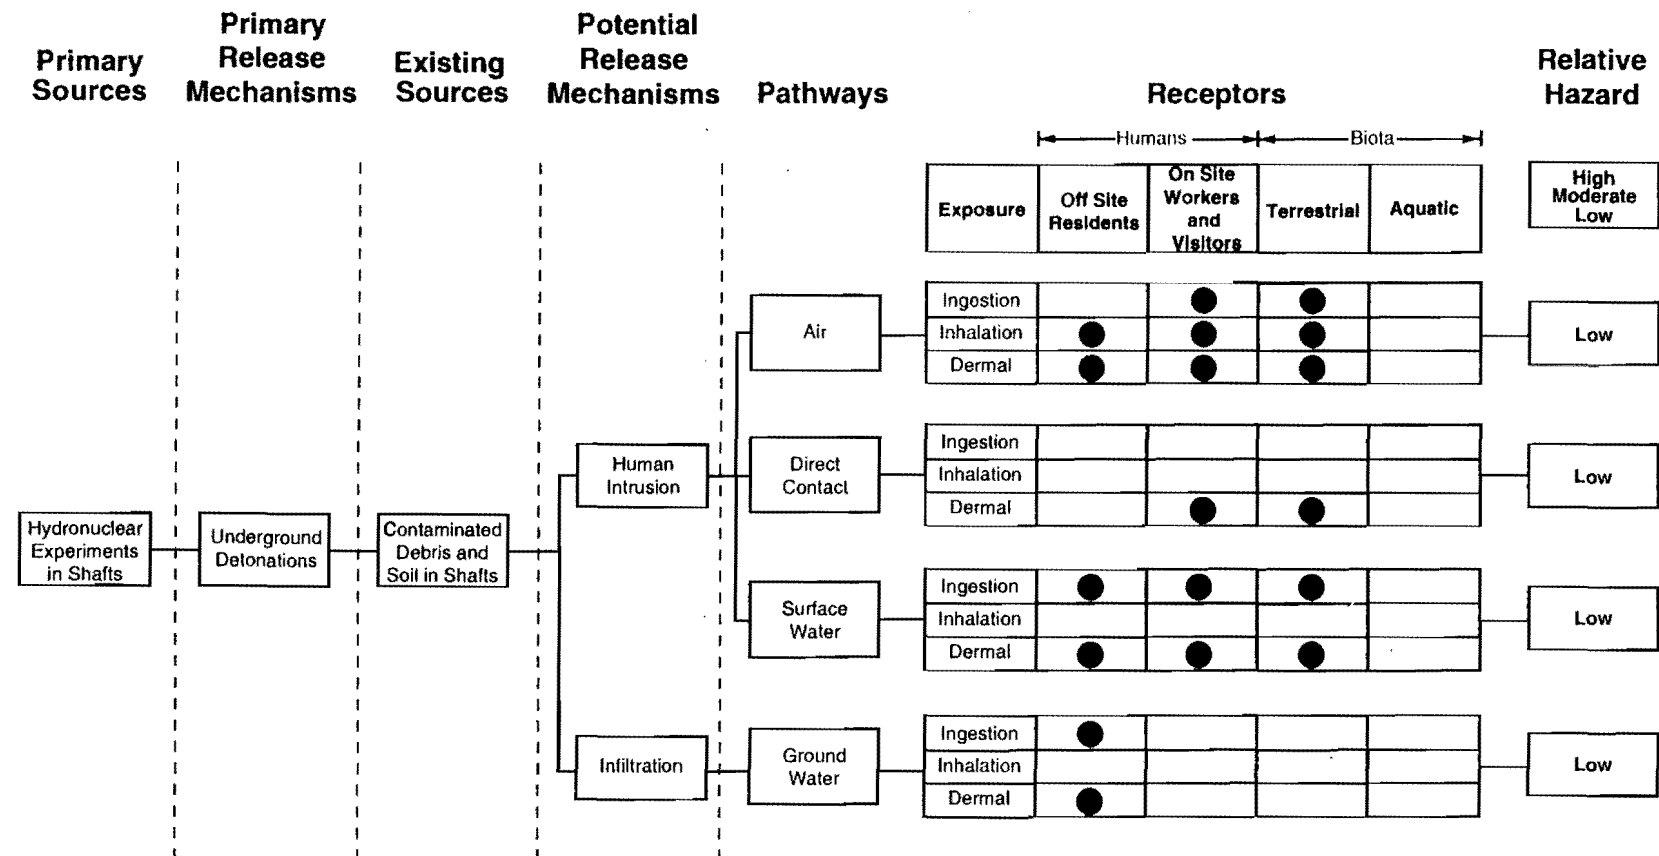 Primary
Sources
Primary
Release
Mechanisms
Existing
Sources
Potential
Release
Mechanisms
Pathways
Receptors
Relative
Hazard
Humans
Biota
Exposure
Off Site
Residents
On Site
Workers
and
Visitors
Terrestrial
Aquatic
High
Moderate
Low
Hydronuclear
Experiments
in Shafts
Underground
Detonations
Contaminated
Debris and
Soil in Shafts
Human
Intrusion
Infiltration
Air
Ingestion
Inhalation
Dermal
Low
Direct
Contact
Ingestion
Inhalation
Dermal
Low
Surface
Water
Ingestion
Inhalation
Dermal
Low
Ground
Water
Ingestion
Inhalation
Dermal
Low